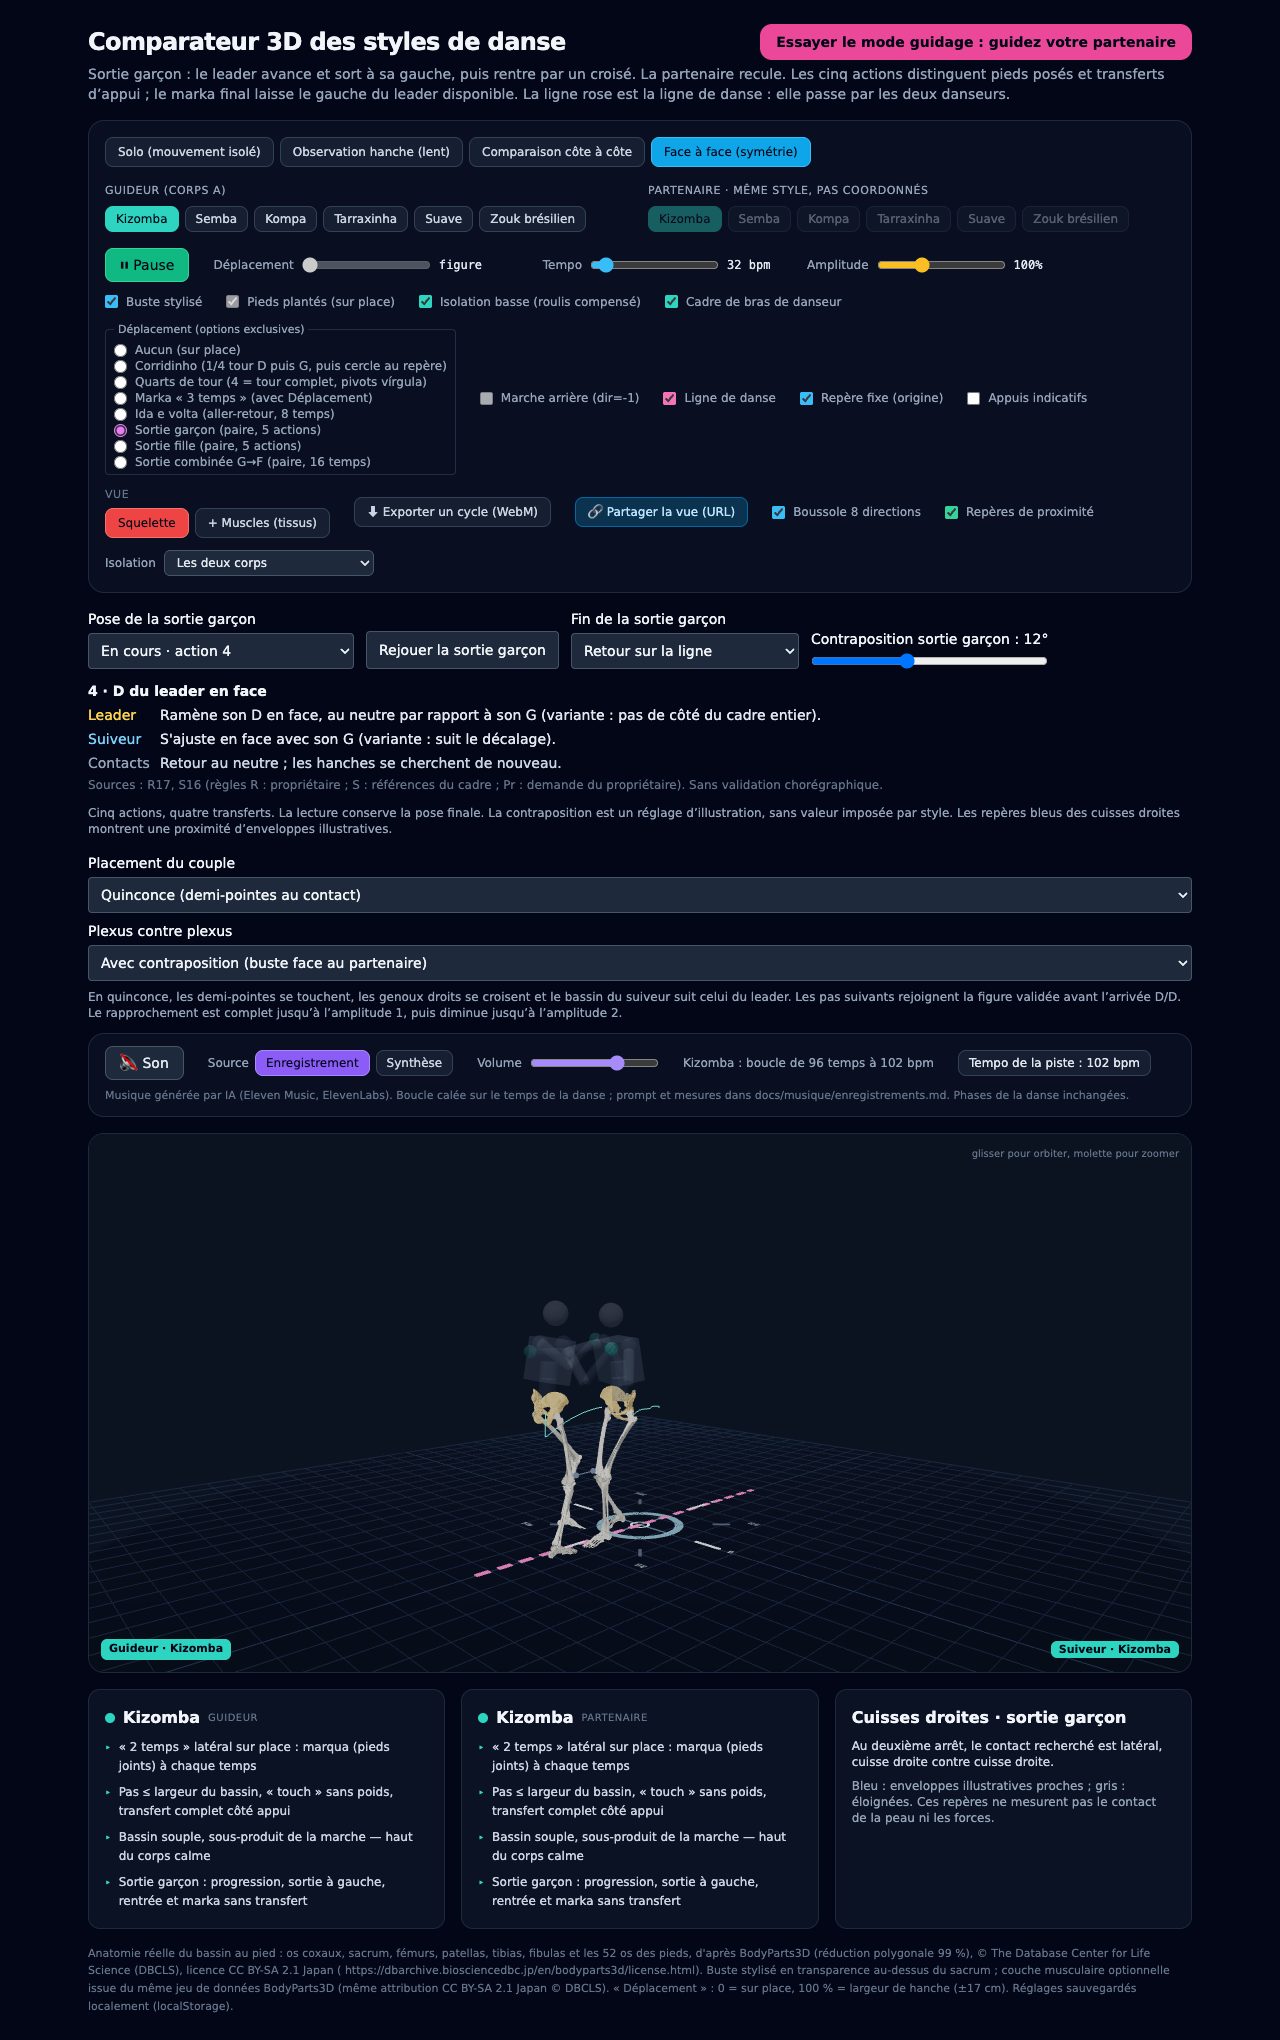 Comparateur 3D des styles de danse
Essayer le mode guidage : guidez votre partenaire
Sortie garçon : le leader avance et sort à sa gauche, puis rentre par un croisé. La partenaire recule. Les cinq actions distinguent pieds posés et transferts
d’appui ; le marka final laisse le gauche du leader disponible. La ligne rose est la ligne de danse : elle passe par les deux danseurs.
Solo (mouvement isolé)
Observation hanche (lent)
Comparaison côte à côte
Face à face (symétrie)
GUIDEUR (CORPS A)
PARTENAIRE · MÊME STYLE, PAS COORDONNÉS
Kizomba
Semba
Kompa
Tarraxinha
Suave
Zouk brésilien
Kizomba
Semba
Kompa
Tarraxinha
Suave
Zouk brésilien
Pause
Déplacement
figure
Tempo
32 bpm
Amplitude
100%
Buste stylisé
Pieds plantés (sur place)
Isolation basse (roulis compensé)
Cadre de bras de danseur
Déplacement (options exclusives)
Aucun (sur place)
Corridinho (1/4 tour D puis G, puis cercle au repère)
Quarts de tour (4 = tour complet, pivots vírgula)
Marka « 3 temps » (avec Déplacement)
Ida e volta (aller-retour, 8 temps)
Sortie garçon (paire, 5 actions)
Sortie fille (paire, 5 actions)
Sortie combinée G→F (paire, 16 temps)
Marche arrière (dir=-1)
Ligne de danse
Repère fixe (origine)
Appuis indicatifs
VUE
Squelette
+ Muscles (tissus)
⬇ Exporter un cycle (WebM)
🔗 Partager la vue (URL)
Boussole 8 directions
Repères de proximité
Isolation
Les deux corps
Pose de la sortie garçon
En cours · action 4
Rejouer la sortie garçon
Fin de la sortie garçon
Retour sur la ligne
Contraposition sortie garçon : 12°
4 · D du leader en face
Leader Ramène son D en face, au neutre par rapport à son G (variante : pas de côté du cadre entier).
Suiveur S'ajuste en face avec son G (variante : suit le décalage).
Contacts Retour au neutre ; les hanches se cherchent de nouveau.
Sources : R17, S16 (règles R : propriétaire ; S : références du cadre ; Pr : demande du propriétaire). Sans validation chorégraphique.
Cinq actions, quatre transferts. La lecture conserve la pose finale. La contraposition est un réglage d’illustration, sans valeur imposée par style. Les repères bleus des cuisses droites
montrent une proximité d’enveloppes illustratives.
Placement du couple
Quinconce (demi-pointes au contact)
Plexus contre plexus
Avec contraposition (buste face au partenaire)
En quinconce, les demi-pointes se touchent, les genoux droits se croisent et le bassin du suiveur suit celui du leader. Les pas suivants rejoignent la figure validée avant l’arrivée D/D.
Le rapprochement est complet jusqu’à l’amplitude 1, puis diminue jusqu’à l’amplitude 2.
Son
Source
Enregistrement
Synthèse
Volume
Kizomba : boucle de 96 temps à 102 bpm
Tempo de la piste : 102 bpm
Musique générée par IA (Eleven Music, ElevenLabs). Boucle calée sur le temps de la danse ; prompt et mesures dans docs/musique/enregistrements.md. Phases de la danse inchangées.
glisser pour orbiter, molette pour zoomer
Guideur · Kizomba
Suiveur · Kizomba
Kizomba GUIDEUR
▸ « 2 temps » latéral sur place : marqua (pieds
joints) à chaque temps
▸ Pas ≤ largeur du bassin, « touch » sans poids,
transfert complet côté appui
▸ Bassin souple, sous-produit de la marche — haut
du corps calme
▸ Sortie garçon : progression, sortie à gauche,
rentrée et marka sans transfert
Kizomba PARTENAIRE
▸ « 2 temps » latéral sur place : marqua (pieds
joints) à chaque temps
▸ Pas ≤ largeur du bassin, « touch » sans poids,
transfert complet côté appui
▸ Bassin souple, sous-produit de la marche — haut
du corps calme
▸ Sortie garçon : progression, sortie à gauche,
rentrée et marka sans transfert
Cuisses droites · sortie garçon
Au deuxième arrêt, le contact recherché est latéral,
cuisse droite contre cuisse droite.
Bleu : enveloppes illustratives proches ; gris :
éloignées. Ces repères ne mesurent pas le contact
de la peau ni les forces.
Anatomie réelle du bassin au pied : os coxaux, sacrum, fémurs, patellas, tibias, fibulas et les 52 os des pieds, d'après BodyParts3D (réduction polygonale 99 %), © The Database Center for Life
Science (DBCLS), licence CC BY-SA 2.1 Japan ( https://dbarchive.biosciencedbc.jp/en/bodyparts3d/license.html). Buste stylisé en transparence au-dessus du sacrum ; couche musculaire optionnelle
issue du même jeu de données BodyParts3D (même attribution CC BY-SA 2.1 Japan © DBCLS). « Déplacement » : 0 = sur place, 100 % = largeur de hanche (±17 cm). Réglages sauvegardés
localement (localStorage).